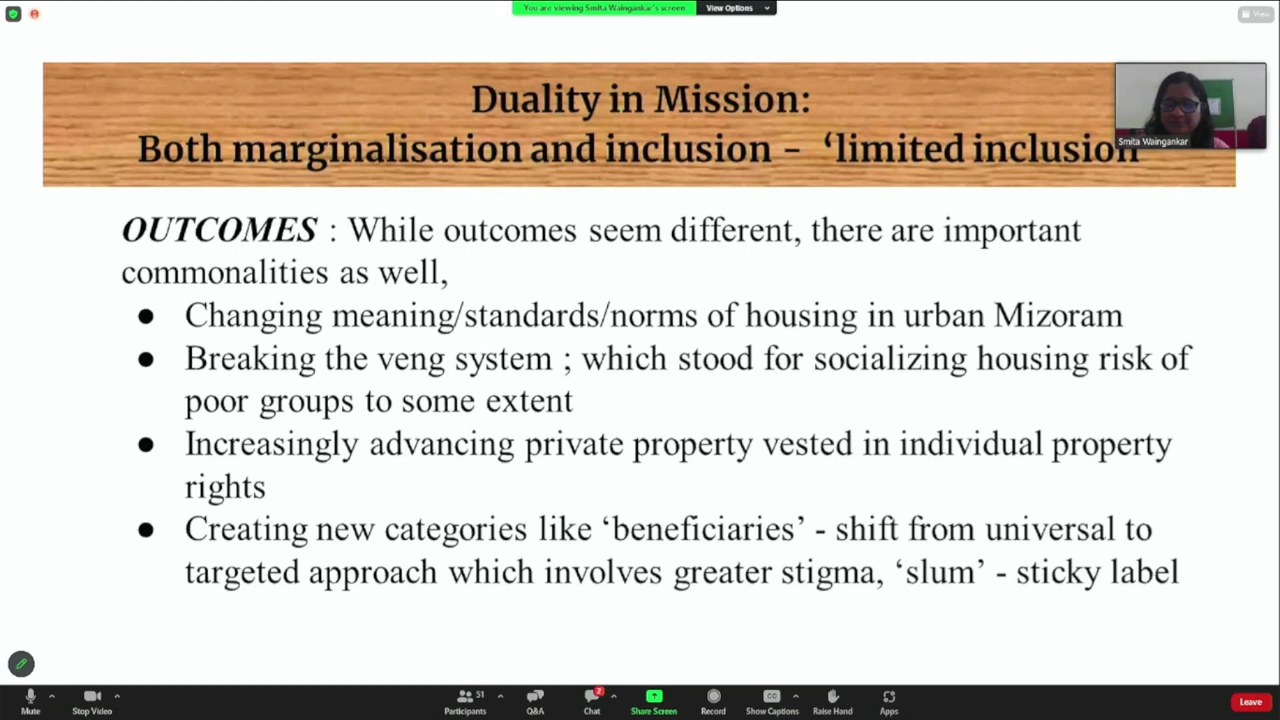 You are viewing Smita Waingankar's screen
View Options
View
Duality in Mission:
Both marginalisation and inclusion - ‘limited inclusion
Smita Waingankar
OUTCOMES : While outcomes seem different, there are important
commonalities as well,
● Changing meaning/standards/norms of housing in urban Mizoram
● Breaking the veng system ; which stood for socializing housing risk of
poor groups to some extent
● Increasingly advancing private property vested in individual property
rights
● Creating new categories like ‘beneficiaries’ - shift from universal to
targeted approach which involves greater stigma, ‘slum’ - sticky label
51
2
CC
Mute
Stop Video
Participants
Q&A
Chat
Share Screen
Record
Show Captions
Raise Hand
Apps
Leave